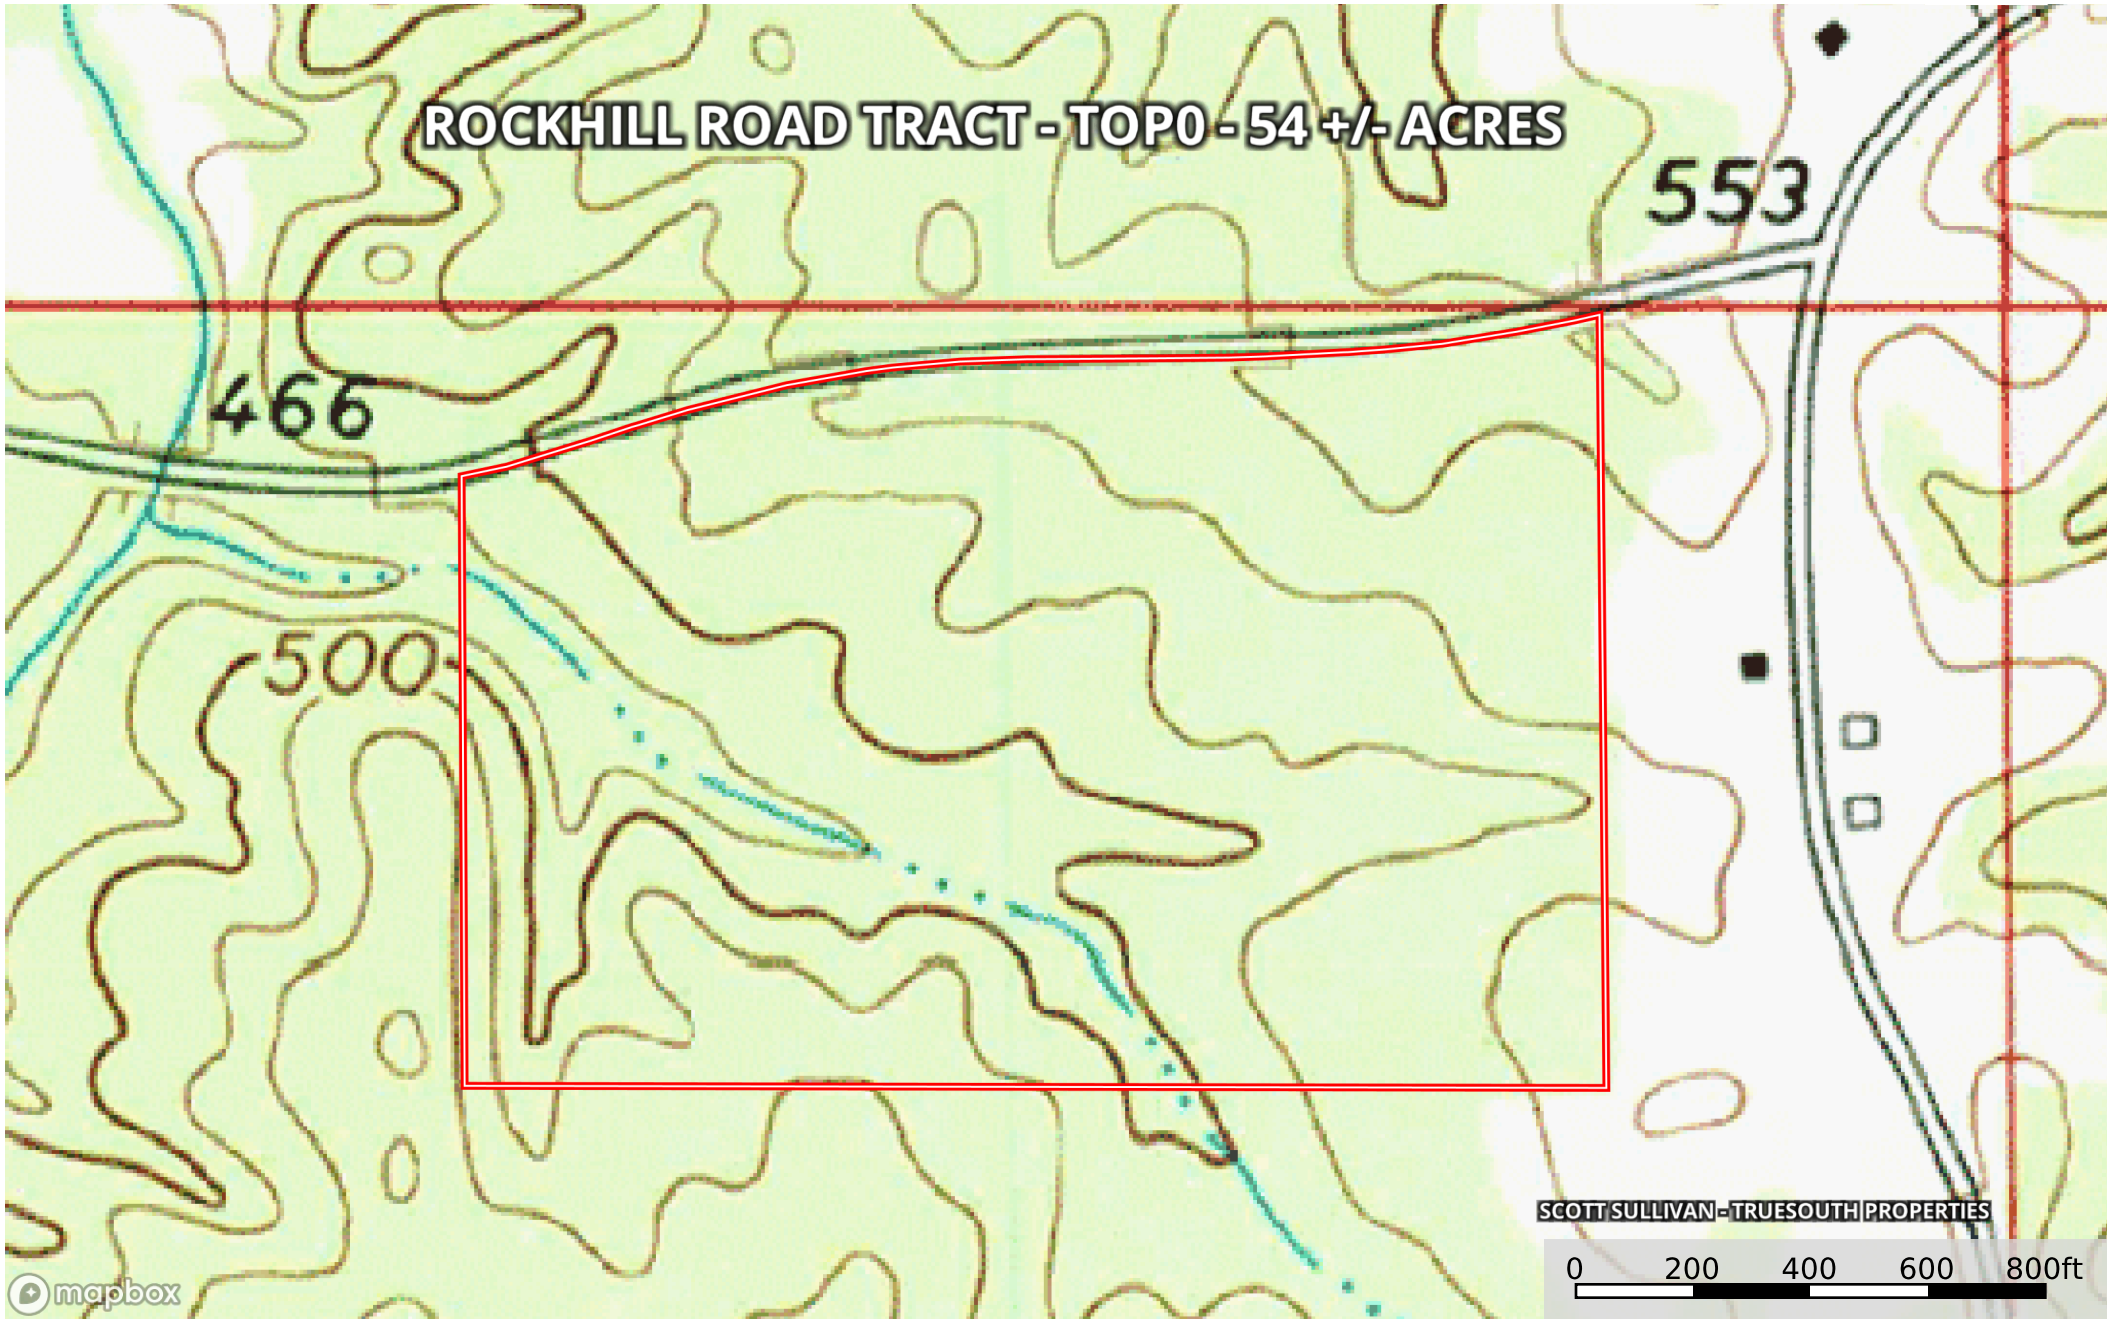 ROCKHILL ROAD TRACT - TOP0 - 54 +/- ACRES
553
466
500
SCOTT SULLIVAN - TRUESOUTH PROPERTIES
0 200 400 600 800ft
mapbox